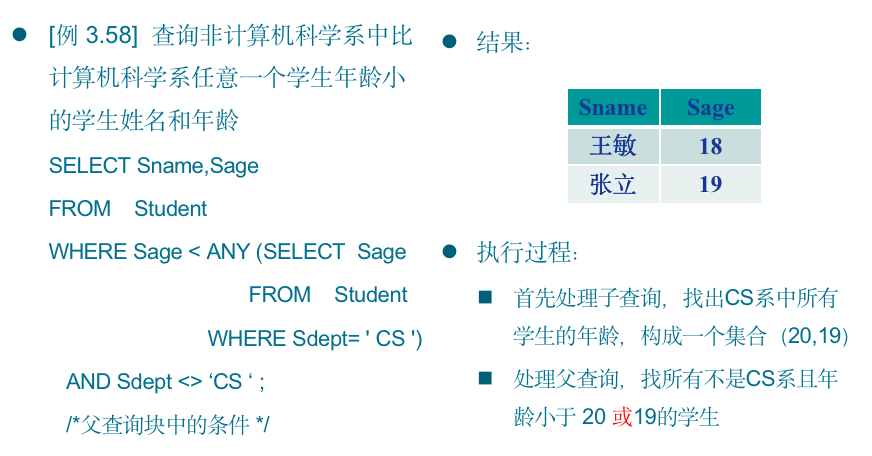 [例 3.58] 查询非计算机科学系中比
计算机科学系任意一个学生年龄小
的学生姓名和年龄
SELECT Sname,Sage
FROM Student
WHERE Sage < ANY (SELECT Sage
FROM Student
WHERE Sdept= ' CS ')
AND Sdept <> ‘CS ‘ ;
/*父查询块中的条件 */
结果：
Sname Sage
王敏 18
张立 19
执行过程：
首先处理子查询，找出CS系中所有
学生的年龄，构成一个集合（20,19）
处理父查询，找所有不是CS系且年
龄小于 20 或19的学生